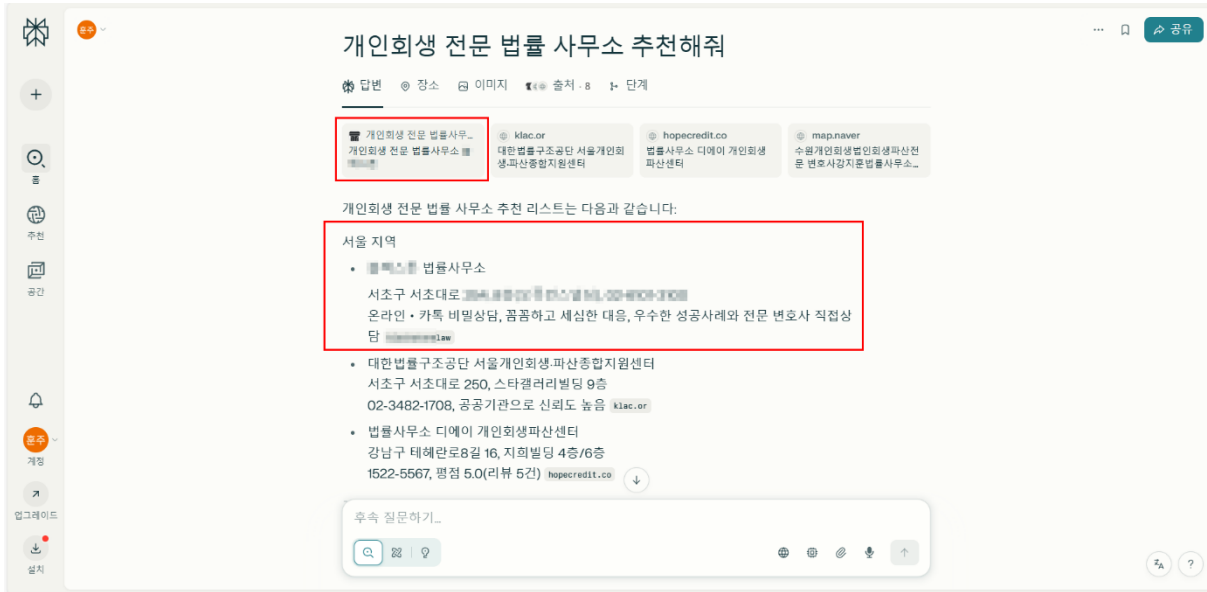 훈주
개인회생 전문 법률 사무소 추천해줘
공유
답변
장소
이미지
출처 · 8
단계
개인회생 전문 법률사무...
개인회생 전문 법률사무소
klac.or
대한법률구조공단 서울개인회
생·파산종합지원센터
hopecredit.co
법률사무소 디에이 개인회생
파산센터
map.naver
수원개인회생법인회생파산전
문 변호사강지훈법률사무소...
개인회생 전문 법률 사무소 추천 리스트는 다음과 같습니다:
서울 지역
• 법률사무소
서초구 서초대로
온라인・카톡 비밀상담, 꼼꼼하고 세심한 대응, 우수한 성공사례와 전문 변호사 직접상
담 law
• 대한법률구조공단 서울개인회생·파산종합지원센터
서초구 서초대로 250, 스타갤러리빌딩 9층
02-3482-1708, 공공기관으로 신뢰도 높음 klac.or
• 법률사무소 디에이 개인회생파산센터
강남구 테헤란로8길 16, 지희빌딩 4층/6층
1522-5567, 평점 5.0(리뷰 5건) hopecredit.co
후속 질문하기...
홈
추천
공간
훈주
계정
업그레이드
설치